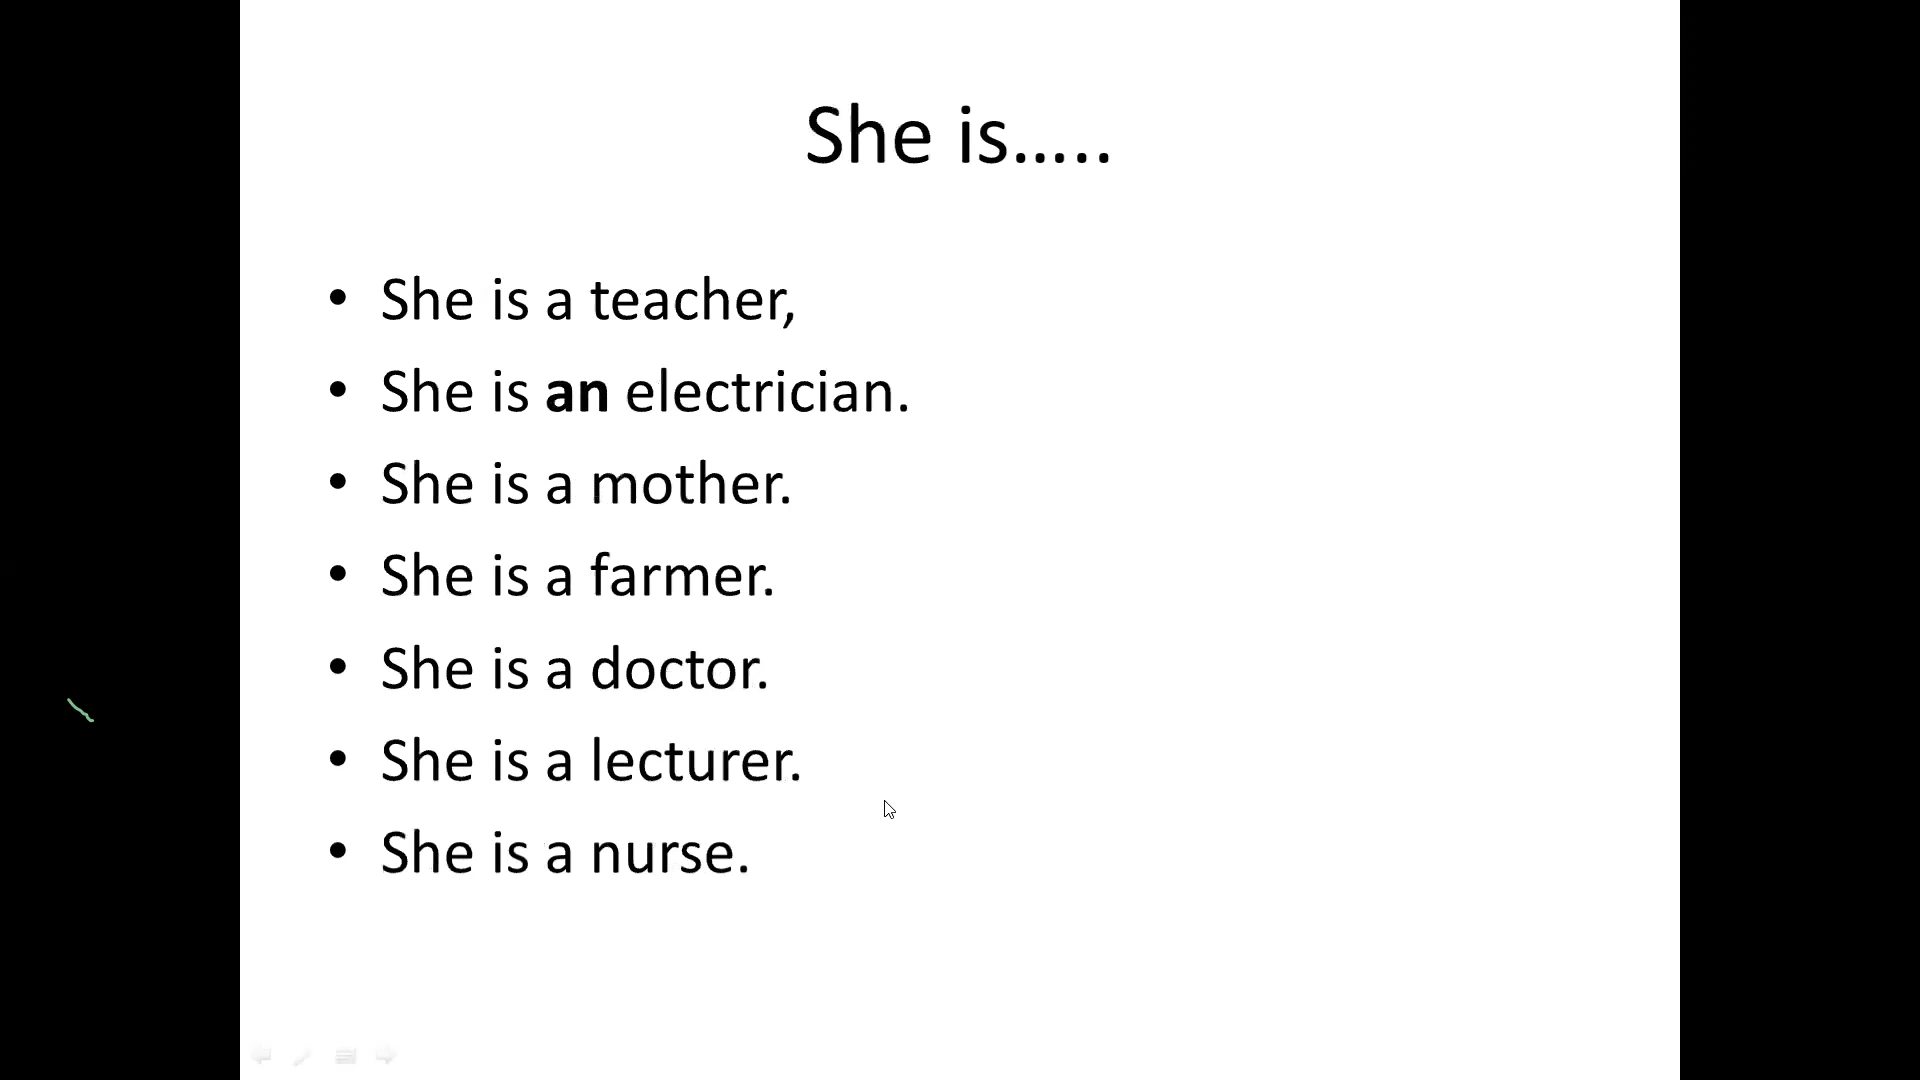 She is.....
• She is a teacher,
• She is an electrician.
• She is a mother.
• She is a farmer.
• She is a doctor.
• She is a lecturer.
• She is a nurse.